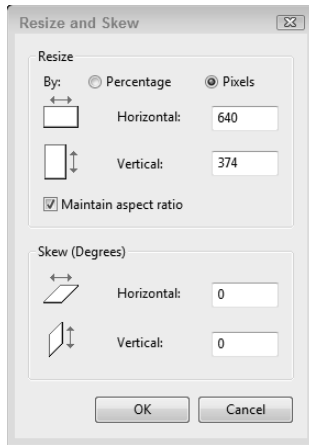 Resize and Skew
Resize
By: Percentage Pixels
Horizontal: 640
Vertical: 374
Maintain aspect ratio
Skew (Degrees)
Horizontal: 0
Vertical: 0
OK Cancel